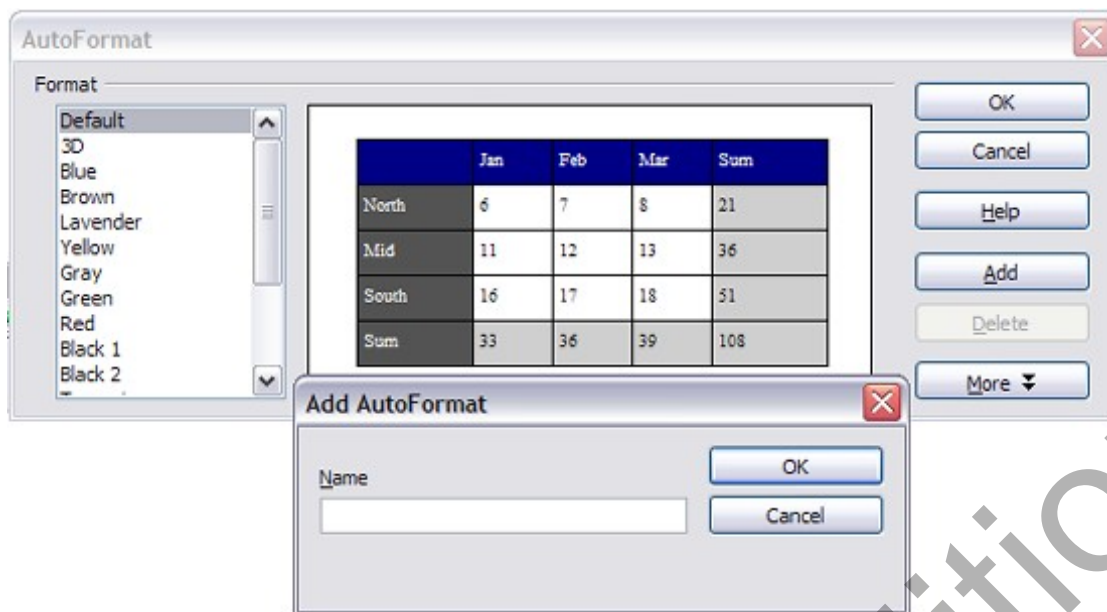 AutoFormat
Format
Default
3D
Blue
Brown
Lavender
Yellow
Gray
Green
Red
Black 1
Black 2
Jan Feb Mar Sum
North 6 7 8 21
Mid 11 12 13 36
South 16 17 18 51
Sum 33 36 39 108
OK
Cancel
Help
Add
Delete
More
Add AutoFormat
Name
OK
Cancel